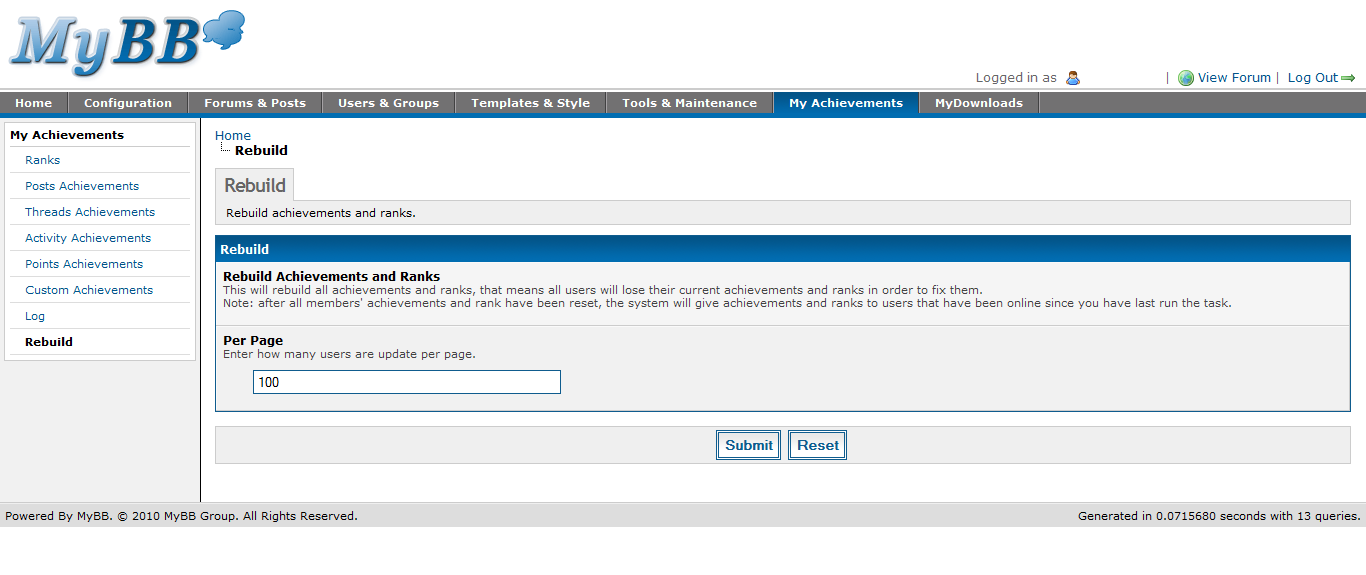 MyBB
Logged in as | View Forum | Log Out
Home Configuration Forums & Posts Users & Groups Templates & Style Tools & Maintenance My Achievements MyDownloads
My Achievements
Ranks
Posts Achievements
Threads Achievements
Activity Achievements
Points Achievements
Custom Achievements
Log
Rebuild
Home
Rebuild
Rebuild
Rebuild achievements and ranks.
Rebuild
Rebuild Achievements and Ranks
This will rebuild all achievements and ranks, that means all users will lose their current achievements and ranks in order to fix them.
Note: after all members' achievements and rank have been reset, the system will give achievements and ranks to users that have been online since you have last run the task.
Per Page
Enter how many users are update per page.
100
Submit Reset
Powered By MyBB. © 2010 MyBB Group. All Rights Reserved. Generated in 0.0715680 seconds with 13 queries.